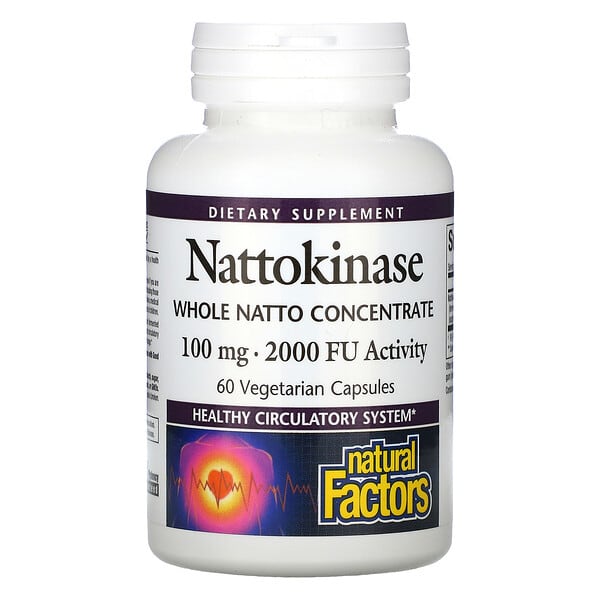 DIETARY SUPPLEMENT
Nattokinase
WHOLE NATTO CONCENTRATE
100 mg · 2000 FU Activity
60 Vegetarian Capsules
HEALTHY CIRCULATORY SYSTEM*
natural
Factors